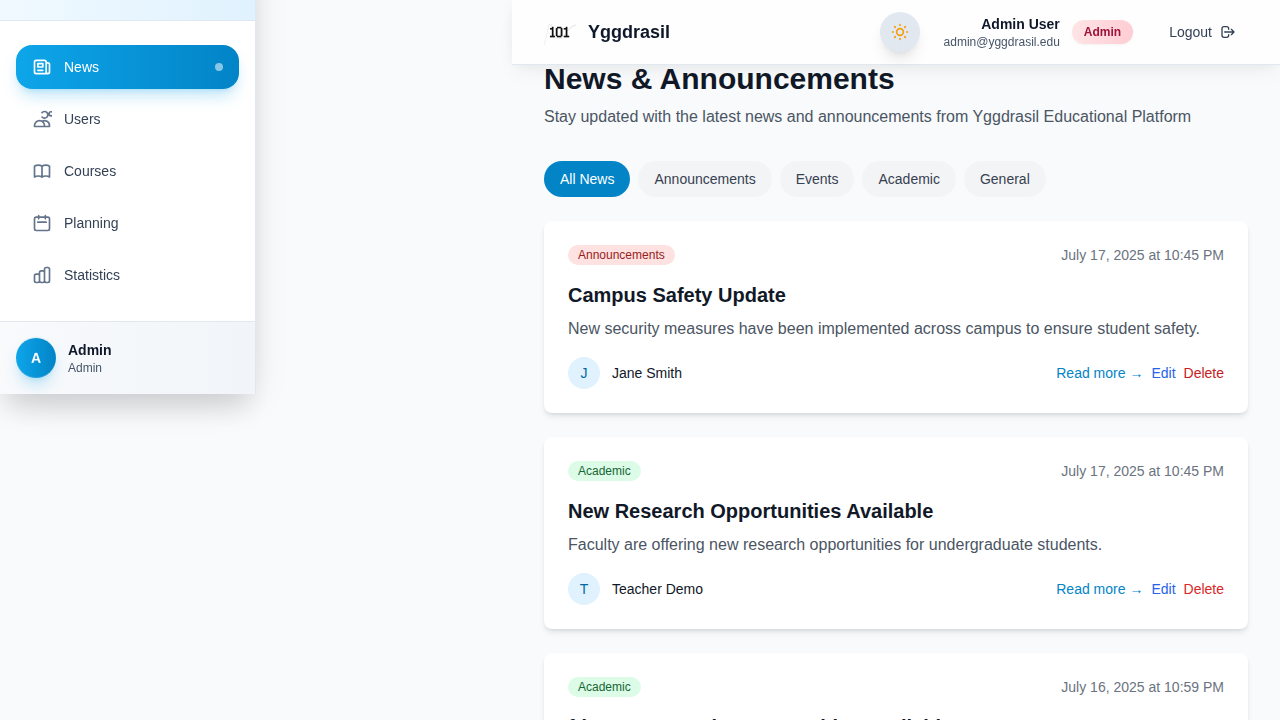 News
Users
Courses
Planning
Statistics
A
Admin
Admin
101
Yggdrasil
Admin User
admin@yggdrasil.edu
Admin
Logout
News & Announcements
Stay updated with the latest news and announcements from Yggdrasil Educational Platform
All News
Announcements
Events
Academic
General
Announcements
July 17, 2025 at 10:45 PM
Campus Safety Update
New security measures have been implemented across campus to ensure student safety.
J
Jane Smith
Read more →
Edit
Delete
Academic
July 17, 2025 at 10:45 PM
New Research Opportunities Available
Faculty are offering new research opportunities for undergraduate students.
T
Teacher Demo
Read more →
Edit
Delete
Academic
July 16, 2025 at 10:59 PM